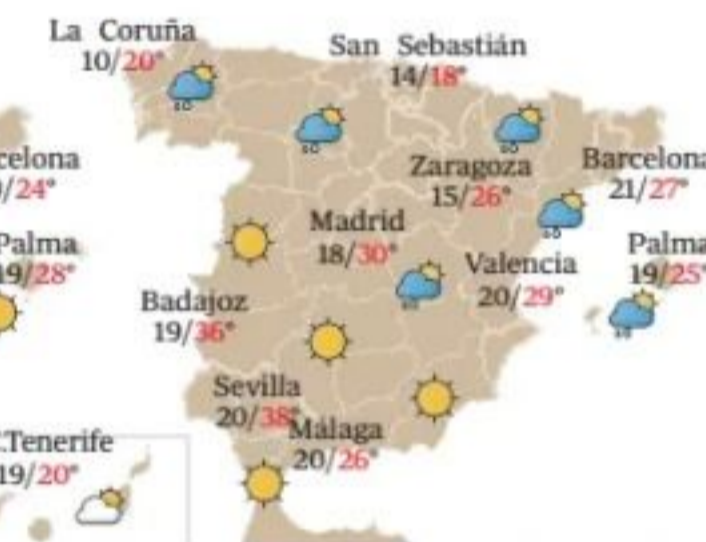 La Coruña
10/20°
San Sebastián
14/18°
celona
/24°
Zaragoza
15/26°
Barcelona
21/27°
Palma
19/28°
Madrid
18/30°
Valencia
20/29°
Palma
19/25°
Badajoz
19/36°
Sevilla
20/38°
Málaga
20/26°
.Tenerife
19/20°